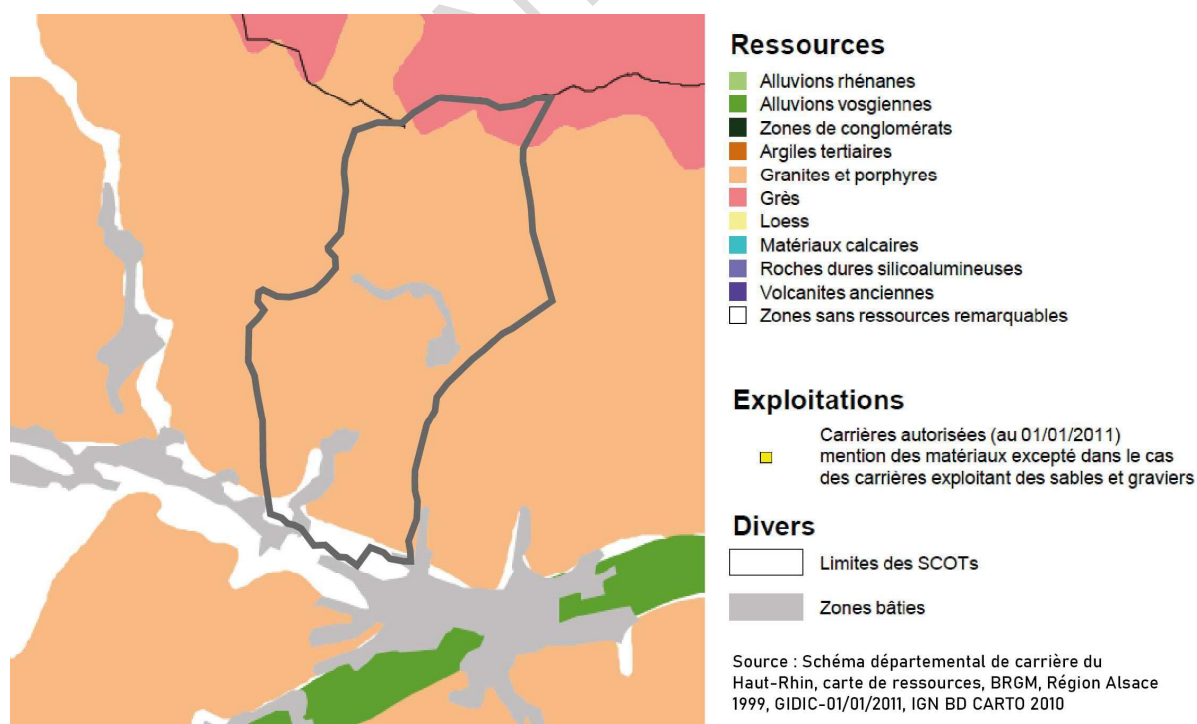 Ressources
Alluvions rhénanes
Alluvions vosgiennes
Zones de conglomérats
Argiles tertiaires
Granites et porphyres
Grès
Loess
Matériaux calcaires
Roches dures silicoalumineuses
Volcanites anciennes
Zones sans ressources remarquables
Exploitations
Carrières autorisées (au 01/01/2011)
mention des matériaux excepté dans le cas
des carrières exploitant des sables et graviers
Divers
Limites des SCOTs
Zones bâties
Source : Schéma départemental de carrière du
Haut-Rhin, carte de ressources, BRGM, Région Alsace
1999, GIDIC-01/01/2011, IGN BD CARTO 2010